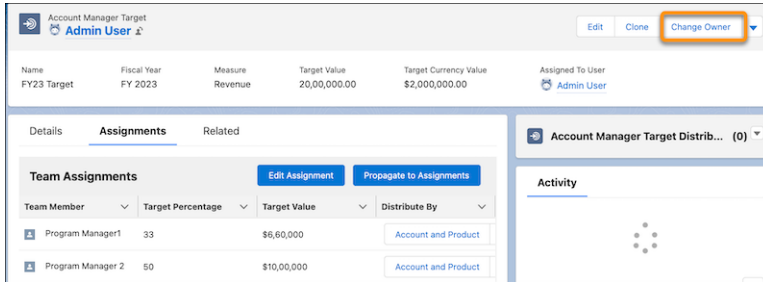 Account Manager Target
Admin User
Edit Clone Change Owner
Name Fiscal Year Measure Target Value Target Currency Value Assigned To User
FY23 Target FY 2023 Revenue 20,00,000.00 $2,000,000.00 Admin User
Details Assignments Related
Account Manager Target Distrib... (0)
Team Assignments Edit Assignment Propagate to Assignments
Activity
Team Member Target Percentage Target Value Distribute By
Program Manager1 33 $6,60,000 Account and Product
Program Manager 2 50 $10,00,000 Account and Product